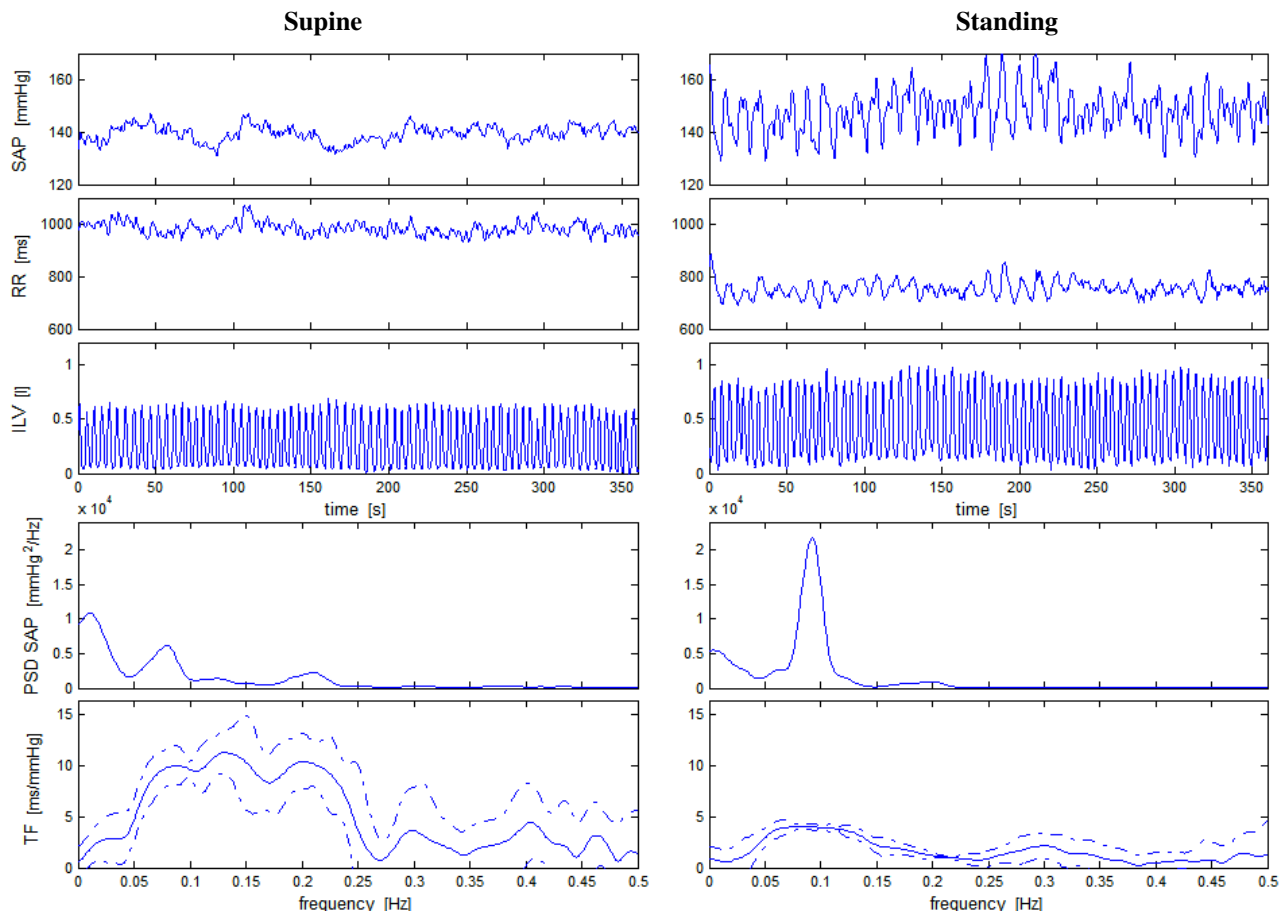 Supine Standing
SAP [mmHg]
160
140
120
160
140
120
RR [ms]
1000
800
600
1000
800
600
ILV [l]
1
0.5
0
1
0.5
0
0 50 100 150 200 250 300 350
0 50 100 150 200 250 300 350
x 10^4 time [s]
x 10^4 time [s]
PSD SAP [mmHg^2/Hz]
2
1.5
1
0.5
0
2
1.5
1
0.5
0
TF [ms/mmHg]
15
10
5
0
15
10
5
0
0 0.05 0.1 0.15 0.2 0.25 0.3 0.35 0.4 0.45 0.5
0 0.05 0.1 0.15 0.2 0.25 0.3 0.35 0.4 0.45 0.5
frequency [Hz]
frequency [Hz]